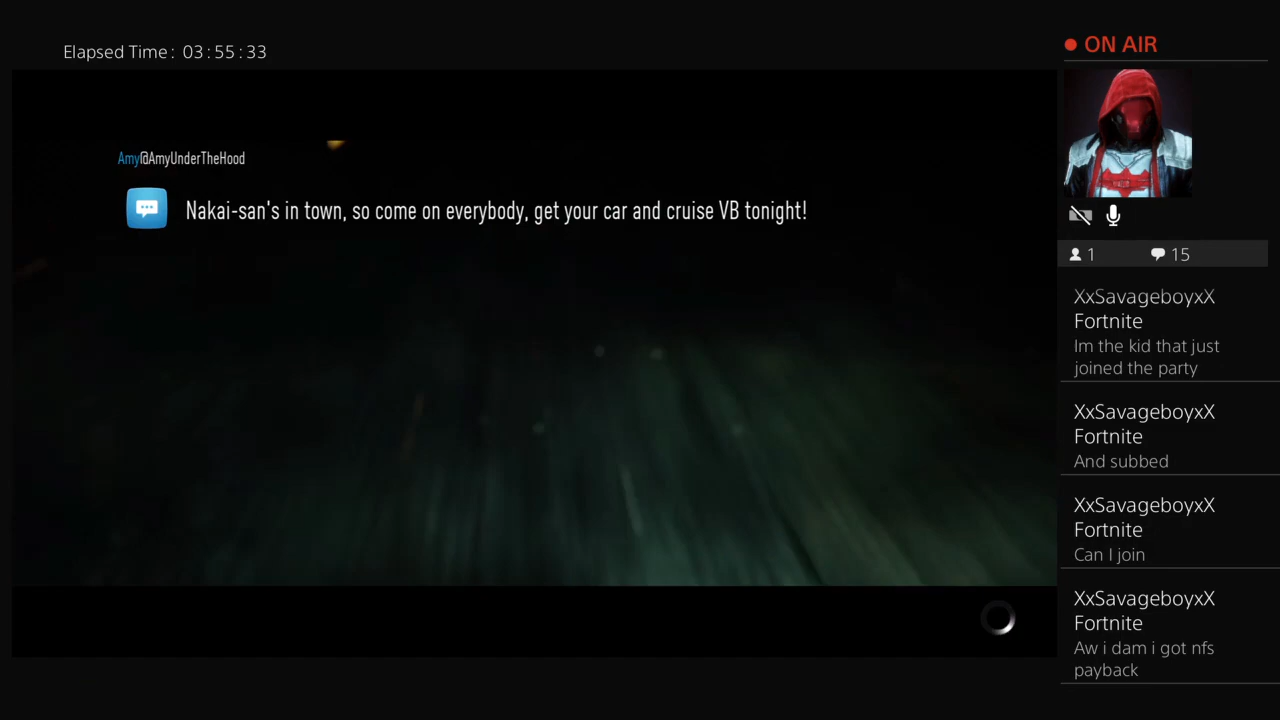 Elapsed Time: 03:55:33
ON AIR
Amy@AmyUnderTheHood
Nakai-san's in town, so come on everybody, get your car and cruise VB tonight!
1 15
XxSavageboyxX
Fortnite
Im the kid that just
joined the party
XxSavageboyxX
Fortnite
And subbed
XxSavageboyxX
Fortnite
Can I join
XxSavageboyxX
Fortnite
Aw i dam i got nfs
payback